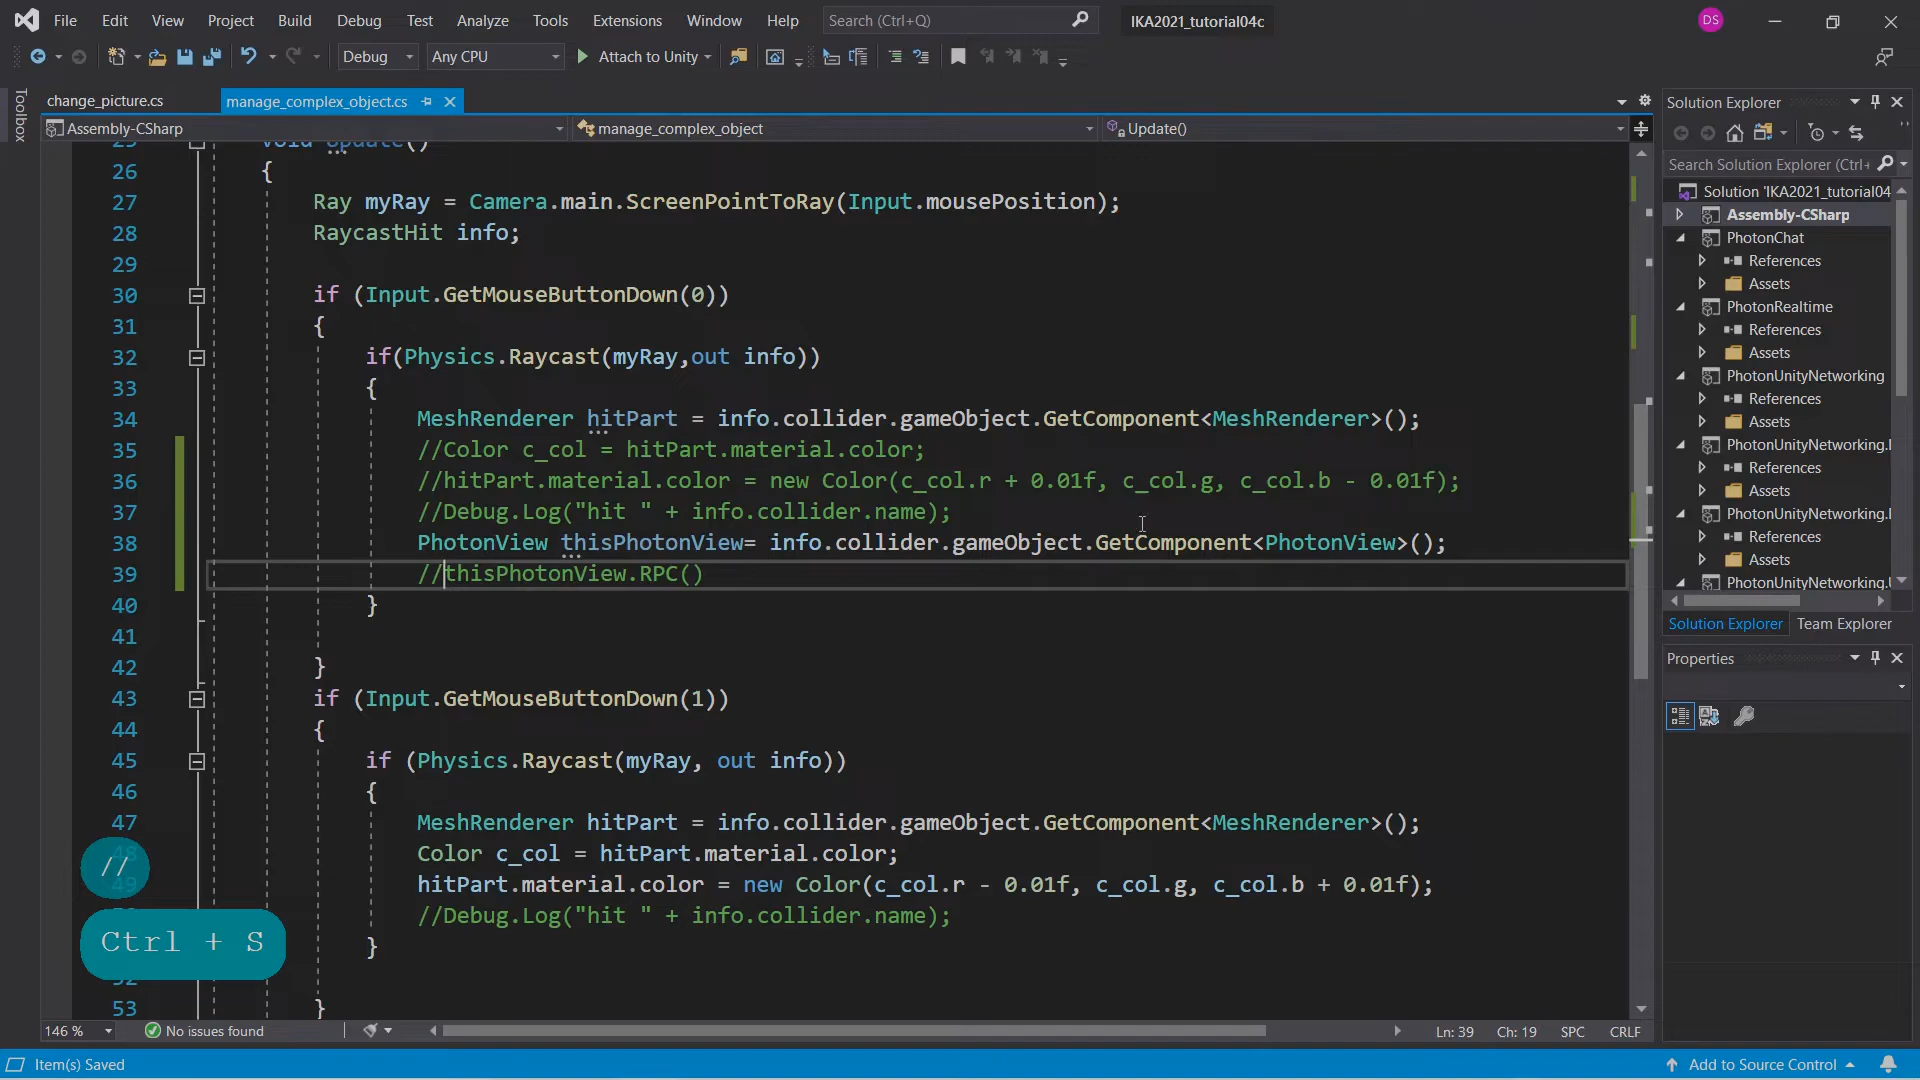 File Edit View Project Build Debug Test Analyze Tools Extensions Window Help Search (Ctrl+Q) IKA2021_tutorial04c DS
Debug Any CPU Attach to Unity
Toolbox
change_picture.cs manage_complex_object.cs
Assembly-CSharp manage_complex_object Update()
26 {
27 Ray myRay = Camera.main.ScreenPointToRay(Input.mousePosition);
28 RaycastHit info;
29
30 if (Input.GetMouseButtonDown(0))
31 {
32 if(Physics.Raycast(myRay,out info))
33 {
34 MeshRenderer hitPart = info.collider.gameObject.GetComponent<MeshRenderer>();
35 //Color c_col = hitPart.material.color;
36 //hitPart.material.color = new Color(c_col.r + 0.01f, c_col.g, c_col.b - 0.01f);
37 //Debug.Log("hit " + info.collider.name);
38 PhotonView thisPhotonView= info.collider.gameObject.GetComponent<PhotonView>();
39 //thisPhotonView.RPC()
40 }
41
42 }
43 if (Input.GetMouseButtonDown(1))
44 {
45 if (Physics.Raycast(myRay, out info))
46 {
47 MeshRenderer hitPart = info.collider.gameObject.GetComponent<MeshRenderer>();
Color c_col = hitPart.material.color;
hitPart.material.color = new Color(c_col.r - 0.01f, c_col.g, c_col.b + 0.01f);
//Debug.Log("hit " + info.collider.name);
}
53 }
//
Ctrl + S
146 % No issues found Ln: 39 Ch: 19 SPC CRLF
Item(s) Saved Add to Source Control
Solution Explorer
Search Solution Explorer (Ctrl+
Solution 'IKA2021_tutorial04
Assembly-CSharp
PhotonChat
References
Assets
PhotonRealtime
References
Assets
PhotonUnityNetworking
References
Assets
PhotonUnityNetworking.
References
Assets
PhotonUnityNetworking.
References
Assets
PhotonUnityNetworking.
Solution Explorer Team Explorer
Properties